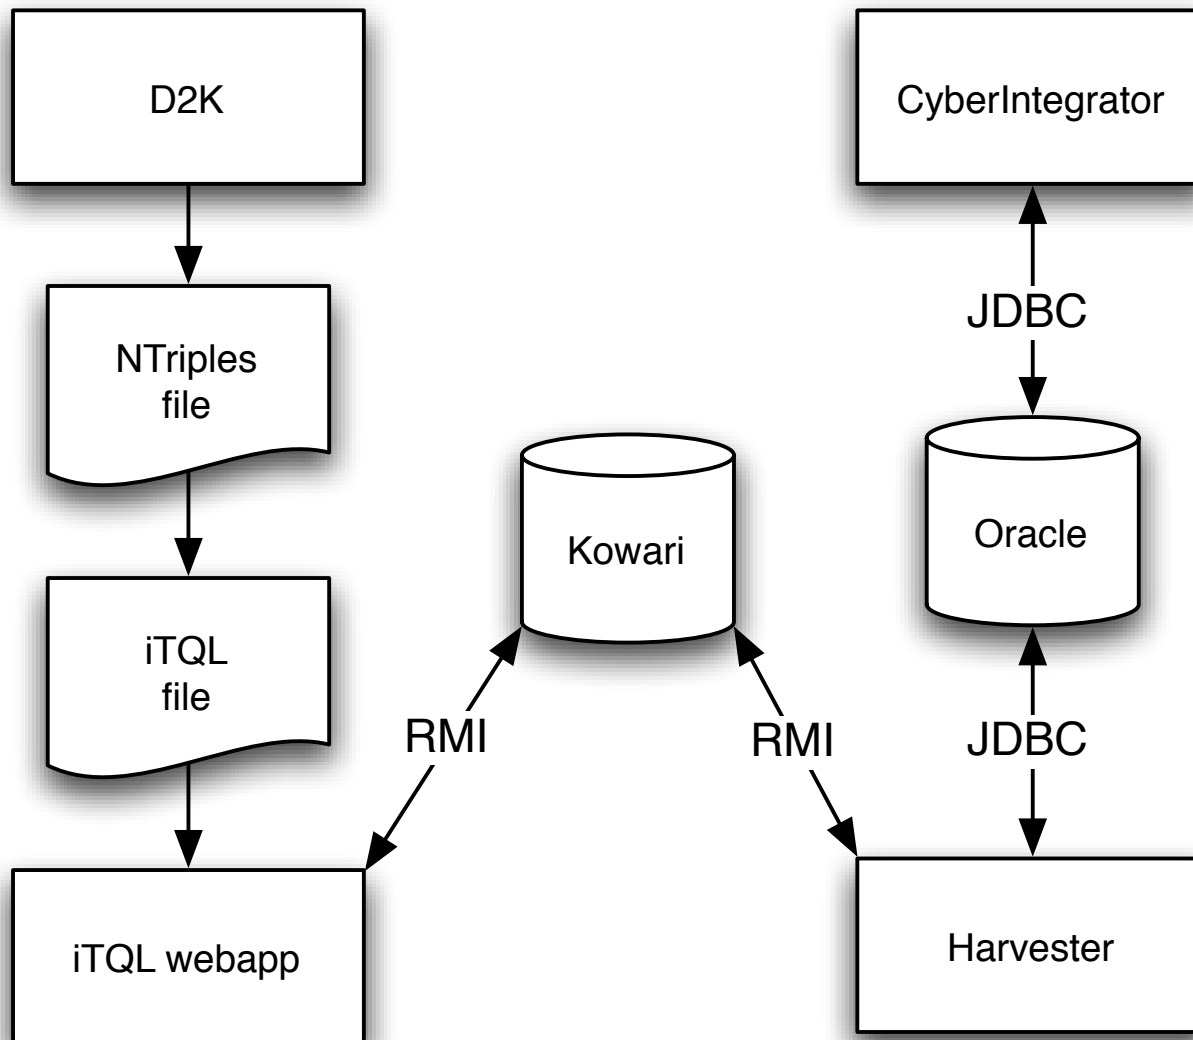 D2K
CyberIntegrator
JDBC
NTriples
file
Kowari
Oracle
iTQL
file
RMI
RMI
JDBC
iTQL webapp
Harvester